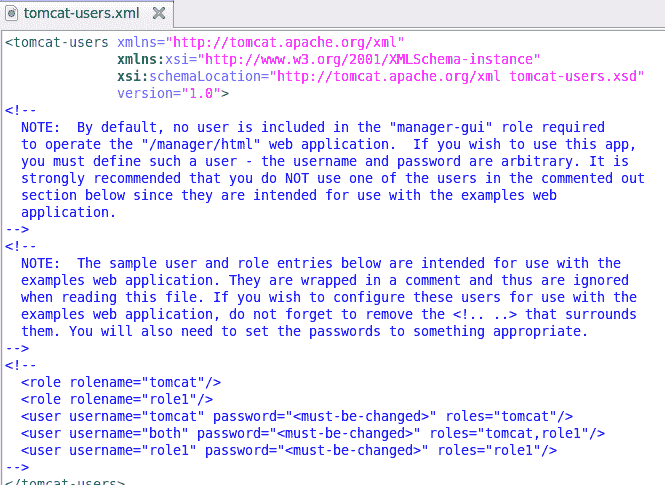 tomcat-users.xml
<tomcat-users xmlns="http://tomcat.apache.org/xml"
              xmlns:xsi="http://www.w3.org/2001/XMLSchema-instance"
              xsi:schemaLocation="http://tomcat.apache.org/xml tomcat-users.xsd"
              version="1.0">
<!--
  NOTE:  By default, no user is included in the "manager-gui" role required
  to operate the "/manager/html" web application.  If you wish to use this app,
  you must define such a user - the username and password are arbitrary. It is
  strongly recommended that you do NOT use one of the users in the commented out
  section below since they are intended for use with the examples web
  application.
-->
<!--
  NOTE:  The sample user and role entries below are intended for use with the
  examples web application. They are wrapped in a comment and thus are ignored
  when reading this file. If you wish to configure these users for use with the
  examples web application, do not forget to remove the <!.. ..> that surrounds
  them. You will also need to set the passwords to something appropriate.
-->
<!--
  <role rolename="tomcat"/>
  <role rolename="role1"/>
  <user username="tomcat" password="<must-be-changed>" roles="tomcat"/>
  <user username="both" password="<must-be-changed>" roles="tomcat,role1"/>
  <user username="role1" password="<must-be-changed>" roles="role1"/>
-->
</tomcat-users>